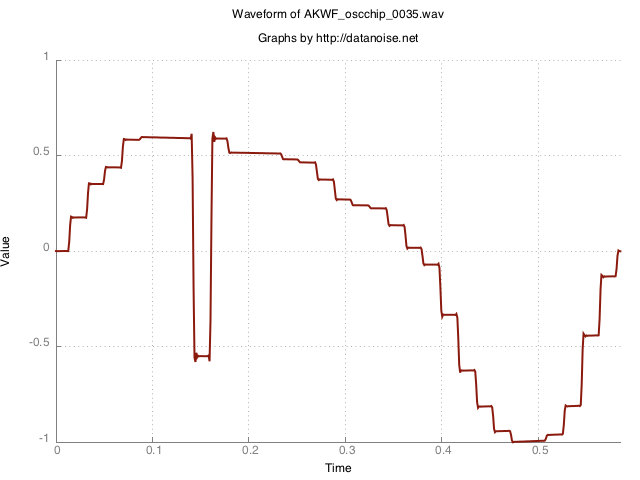 Waveform of AKWF_oscchip_0035.wav
Graphs by http://datanoise.net
1
0.5
0
-0.5
-1
Value
0 0.1 0.2 0.3 0.4 0.5
Time